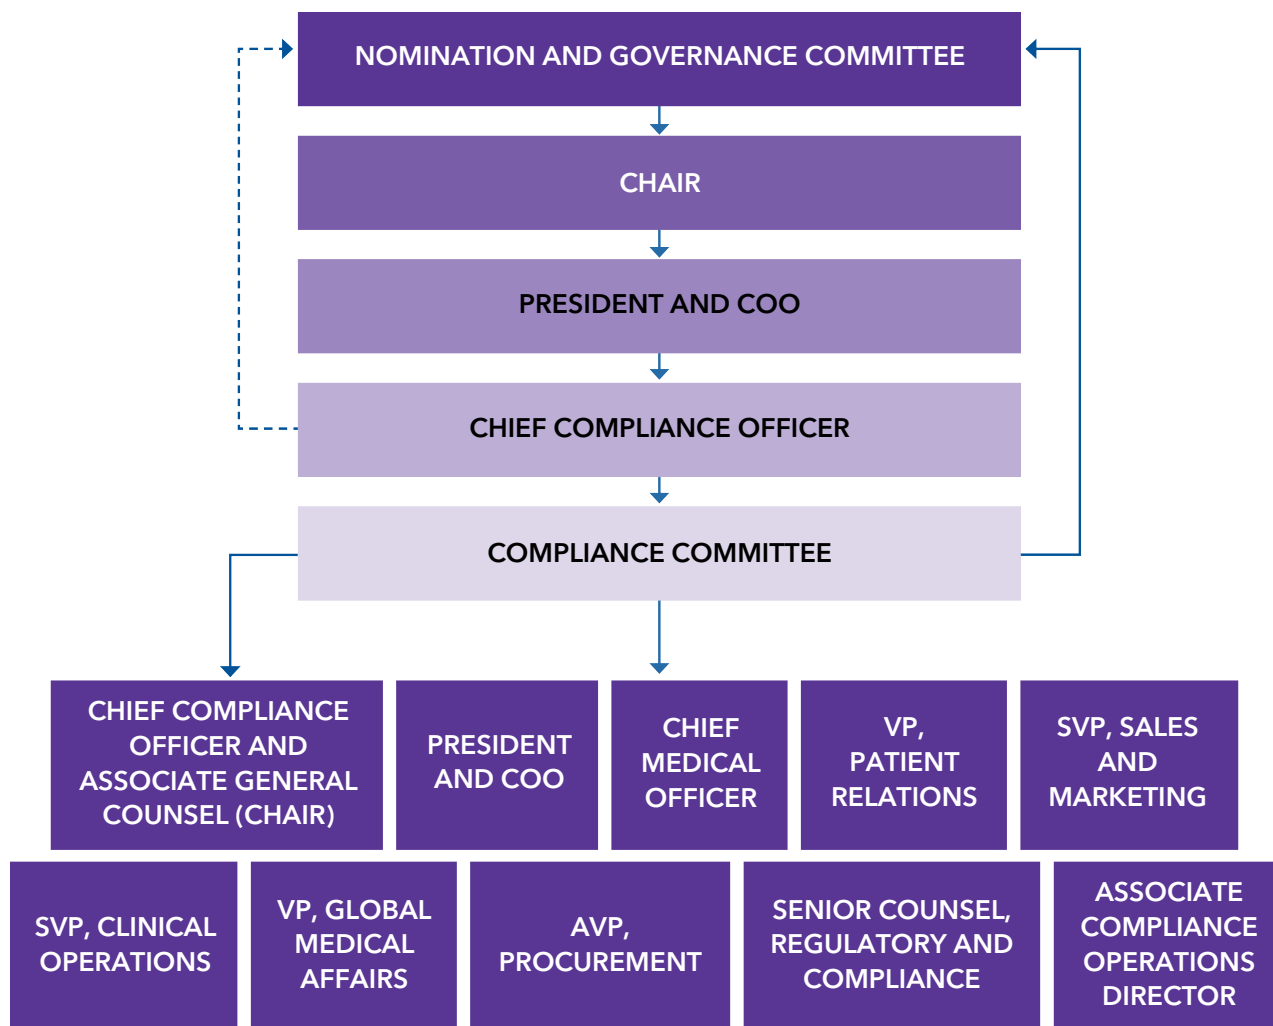 NOMINATION AND GOVERNANCE COMMITTEE
CHAIR
PRESIDENT AND COO
CHIEF COMPLIANCE OFFICER
COMPLIANCE COMMITTEE
CHIEF COMPLIANCE
OFFICER AND
ASSOCIATE GENERAL
COUNSEL (CHAIR)
PRESIDENT
AND COO
CHIEF
MEDICAL
OFFICER
VP,
PATIENT
RELATIONS
SVP, SALES
AND
MARKETING
SVP, CLINICAL
OPERATIONS
VP, GLOBAL
MEDICAL
AFFAIRS
AVP,
PROCUREMENT
SENIOR COUNSEL,
REGULATORY AND
COMPLIANCE
ASSOCIATE
COMPLIANCE
OPERATIONS
DIRECTOR